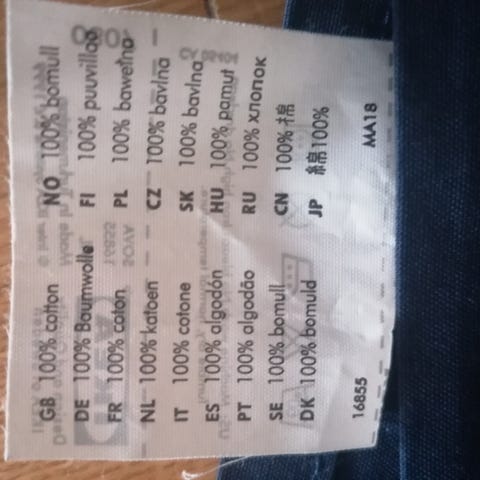 GB 100% cotton
DE 100% Baumwolle
FR 100% coton
NL 100% katoen
IT 100% cotone
ES 100% algodón
PT 100% algodão
SE 100% bomull
DK 100% bomuld
NO 100% bomull
FI 100% puuvillaa
PL 100% bawełna
CZ 100% bavlna
SK 100% bavlna
HU 100% pamut
RU 100% хлопок
CN 100% 棉
JP 綿100%
16855
MA18